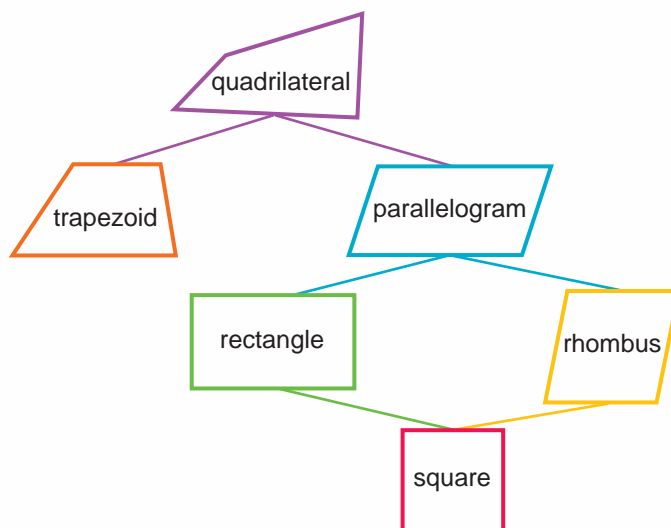 quadrilateral
trapezoid
parallelogram
rectangle
rhombus
square